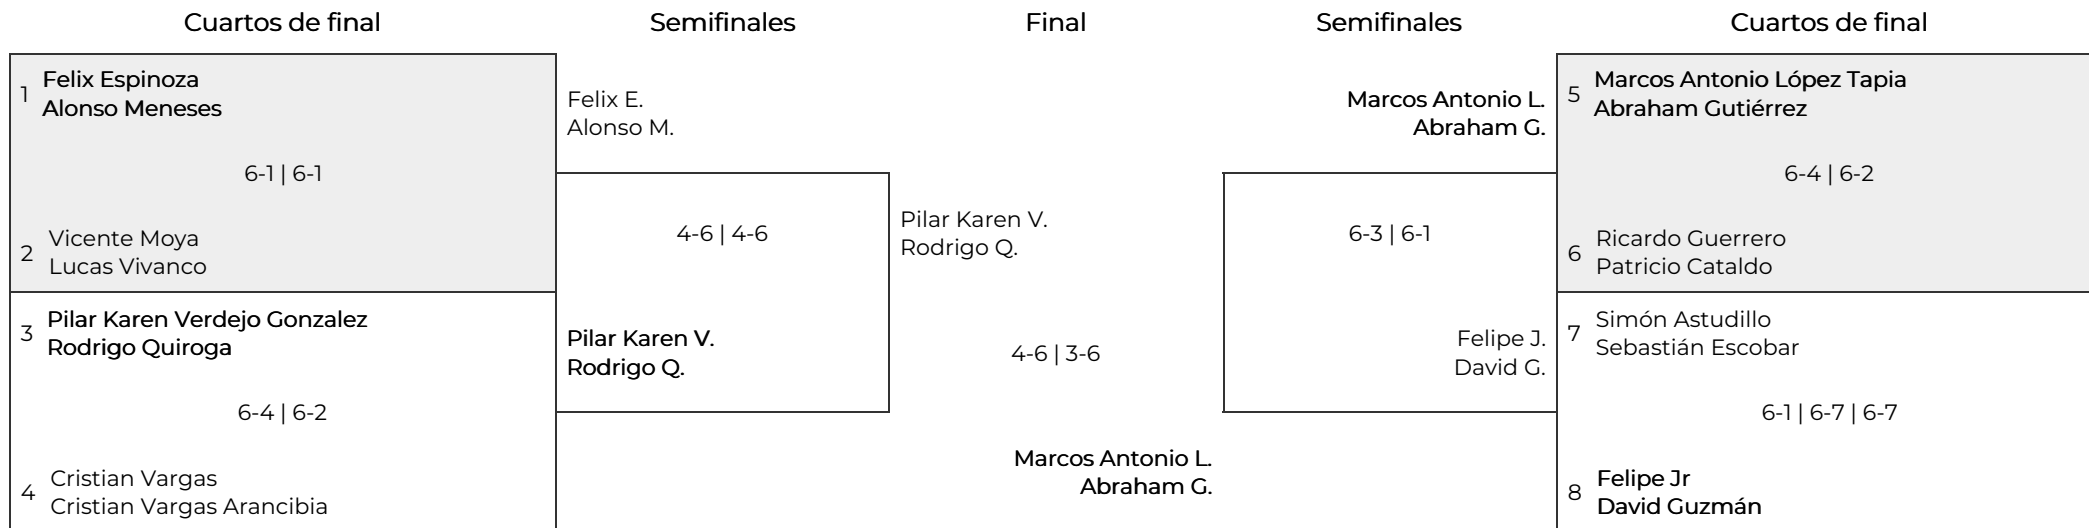 Cuartos de final
Semifinales
Final
Semifinales
Cuartos de final
1
Felix Espinoza
Alonso Meneses
6-1 | 6-1
2
Vicente Moya
Lucas Vivanco
3
Pilar Karen Verdejo Gonzalez
Rodrigo Quiroga
6-4 | 6-2
4
Cristian Vargas
Cristian Vargas Arancibia
Felix E.
Alonso M.
4-6 | 4-6
Pilar Karen V.
Rodrigo Q.
Pilar Karen V.
Rodrigo Q.
4-6 | 3-6
Marcos Antonio L.
Abraham G.
Marcos Antonio L.
Abraham G.
6-3 | 6-1
Felipe J.
David G.
5
Marcos Antonio López Tapia
Abraham Gutiérrez
6-4 | 6-2
6
Ricardo Guerrero
Patricio Cataldo
7
Simón Astudillo
Sebastián Escobar
6-1 | 6-7 | 6-7
8
Felipe Jr
David Guzmán